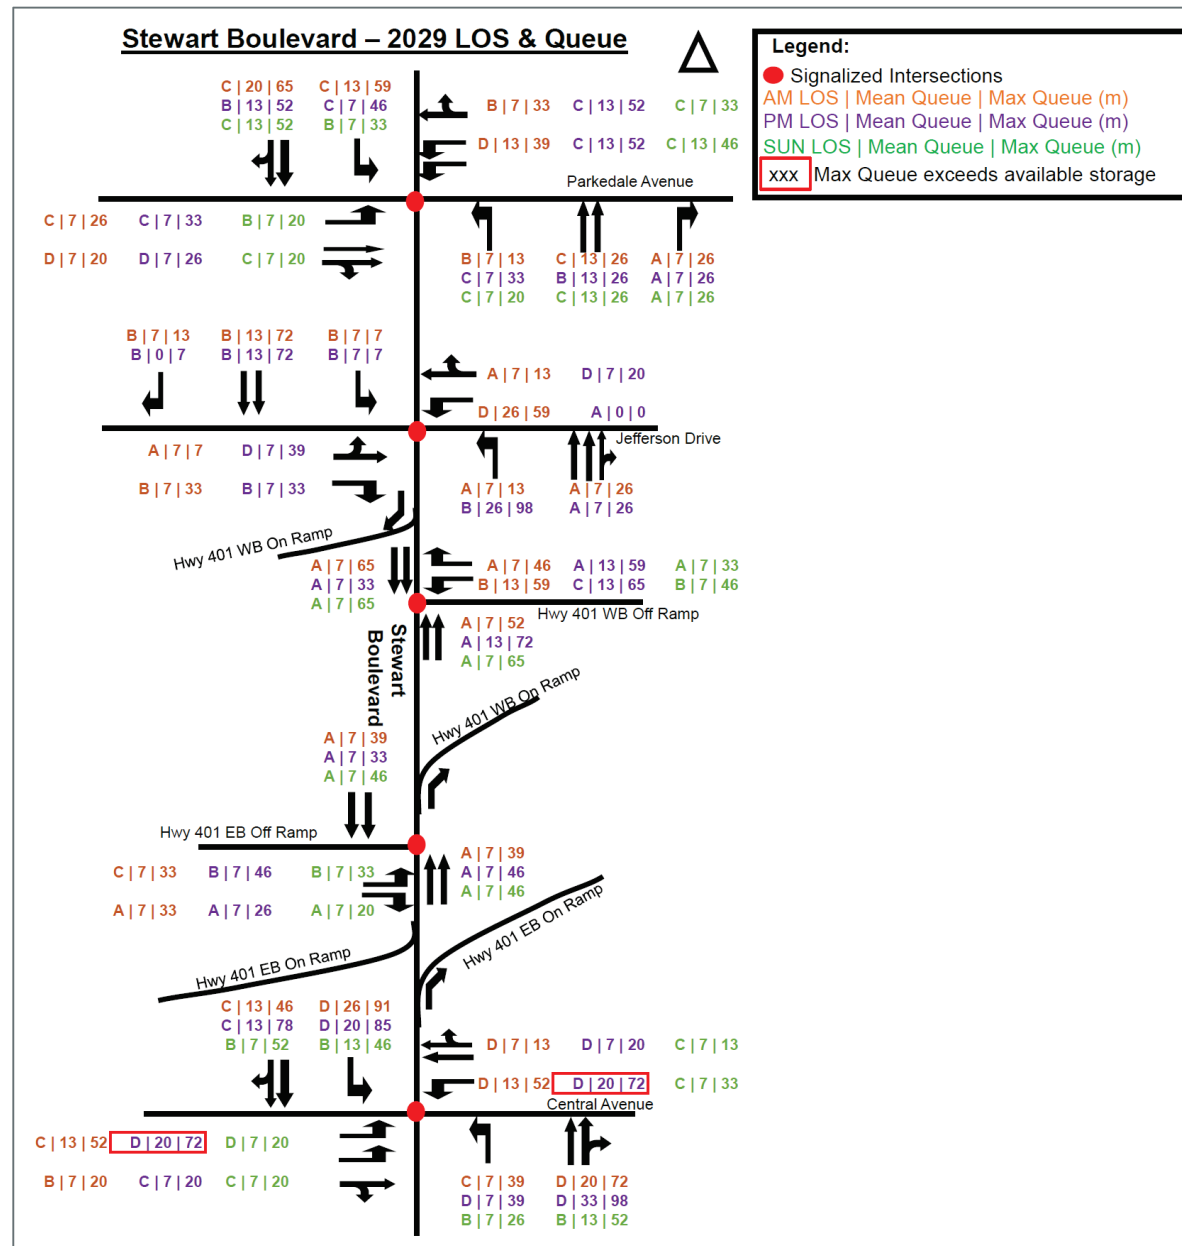 Stewart Boulevard – 2029 LOS & Queue
Legend:
Signalized Intersections
AM LOS | Mean Queue | Max Queue (m)
PM LOS | Mean Queue | Max Queue (m)
SUN LOS | Mean Queue | Max Queue (m)
xxx Max Queue exceeds available storage
C | 20 | 65 C | 13 | 59
B | 13 | 52 C | 7 | 46
C | 13 | 52 B | 7 | 33
B | 7 | 33 C | 13 | 52 C | 7 | 33
D | 13 | 39 C | 13 | 52 C | 13 | 46
Parkedale Avenue
C | 7 | 26 C | 7 | 33 B | 7 | 20
D | 7 | 20 D | 7 | 26 C | 7 | 20
B | 7 | 13 C | 13 | 26 A | 7 | 26
C | 7 | 33 B | 13 | 26 A | 7 | 26
C | 7 | 20 C | 13 | 26 A | 7 | 26
B | 7 | 13 B | 13 | 72 B | 7 | 7
B | 0 | 7 B | 13 | 72 B | 7 | 7
A | 7 | 13 D | 7 | 20
D | 26 | 59 A | 0 | 0
Jefferson Drive
A | 7 | 7 D | 7 | 39
B | 7 | 33 B | 7 | 33
A | 7 | 13 A | 7 | 26
B | 26 | 98 A | 7 | 26
Hwy 401 WB On Ramp
A | 7 | 65
A | 7 | 33
A | 7 | 65
A | 7 | 46 A | 13 | 59 A | 7 | 33
B | 13 | 59 C | 13 | 65 B | 7 | 46
Hwy 401 WB Off Ramp
A | 7 | 52
A | 13 | 72
A | 7 | 65
Stewart
Boulevard
Hwy 401 WB On Ramp
A | 7 | 39
A | 7 | 33
A | 7 | 46
Hwy 401 EB Off Ramp
C | 7 | 33 B | 7 | 46 B | 7 | 33
A | 7 | 33 A | 7 | 26 A | 7 | 20
A | 7 | 39
A | 7 | 46
A | 7 | 46
Hwy 401 EB On Ramp
Hwy 401 EB On Ramp
C | 13 | 46 D | 26 | 91
C | 13 | 78 D | 20 | 85
B | 7 | 52 B | 13 | 46
D | 7 | 13 D | 7 | 20 C | 7 | 13
D | 13 | 52 D | 20 | 72 C | 7 | 33
Central Avenue
C | 13 | 52 D | 20 | 72 D | 7 | 20
B | 7 | 20 C | 7 | 20 C | 7 | 20
C | 7 | 39 D | 20 | 72
D | 7 | 39 D | 33 | 98
B | 7 | 26 B | 13 | 52